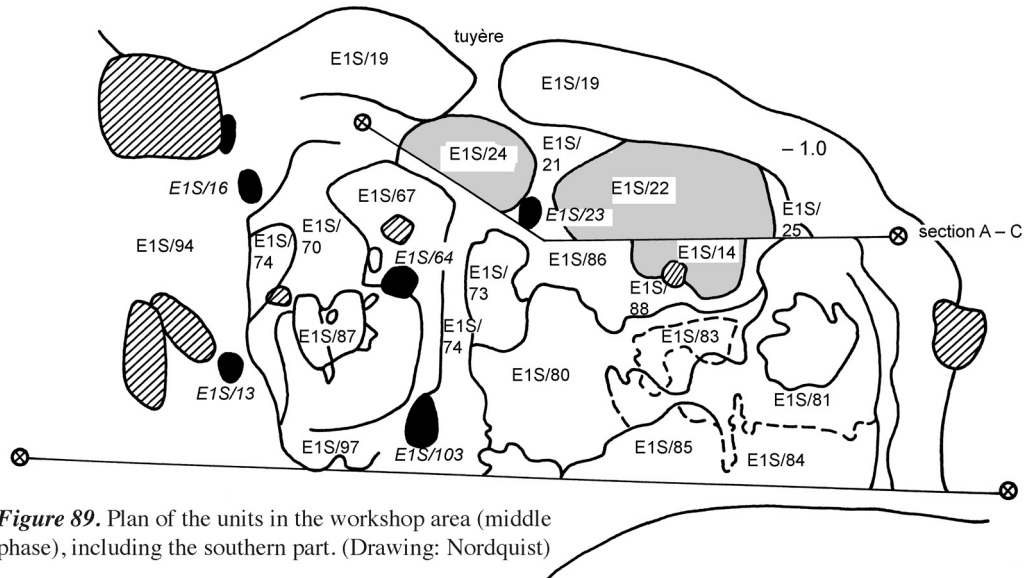 tuyère
E1S/19
E1S/19
E1S/24
E1S/
21
– 1.0
E1S/16
E1S/67
E1S/22
E1S/23
E1S/
25
section A – C
E1S/94
E1S/
74
E1S/
70
E1S/64
E1S/
73
E1S/86
E1S/14
E1S/
88
E1S/87
E1S/
74
E1S/83
E1S/80
E1S/13
E1S/81
E1S/97
E1S/103
E1S/85
E1S/84
Figure 89. Plan of the units in the workshop area (middle
phase), including the southern part. (Drawing: Nordquist)